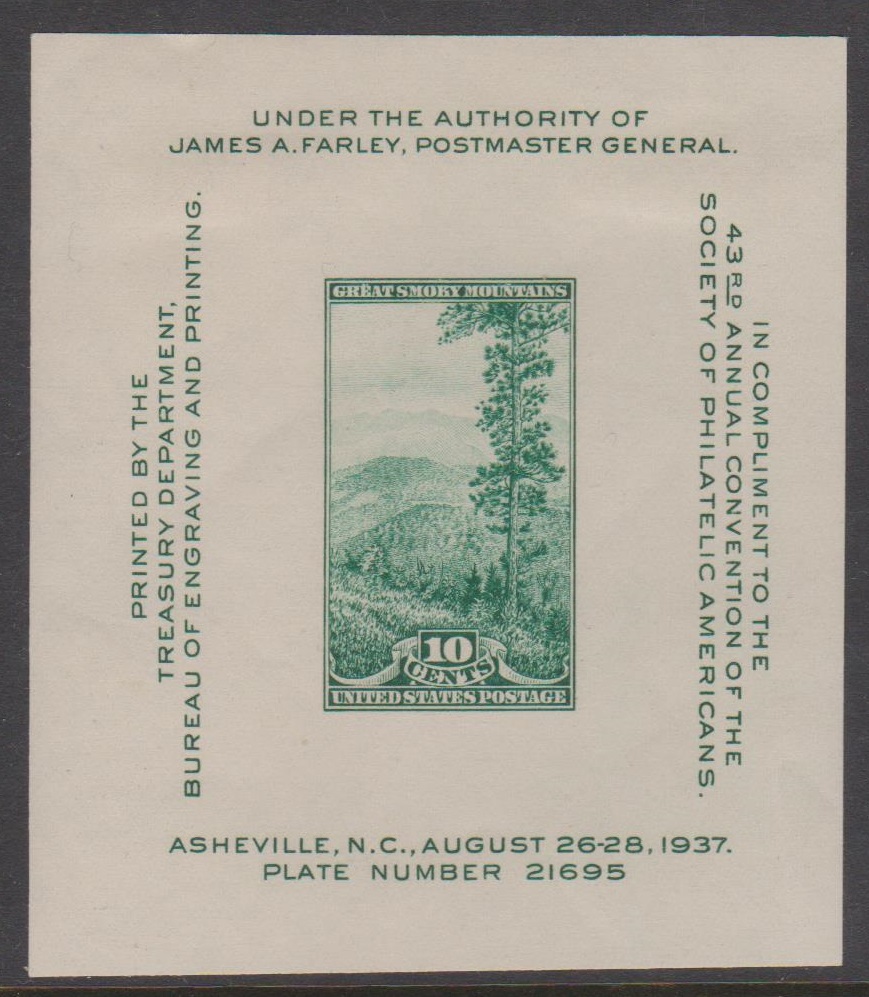 UNDER THE AUTHORITY OF
JAMES A. FARLEY, POSTMASTER GENERAL.
PRINTED BY THE
TREASURY DEPARTMENT,
BUREAU OF ENGRAVING AND PRINTING.
GREAT SMOKY MOUNTAINS
10
CENTS
UNITED STATES POSTAGE
IN COMPLIMENT TO THE
43RD ANNUAL CONVENTION OF THE
SOCIETY OF PHILATELIC AMERICANS.
ASHEVILLE, N.C., AUGUST 26-28, 1937.
PLATE NUMBER 21695